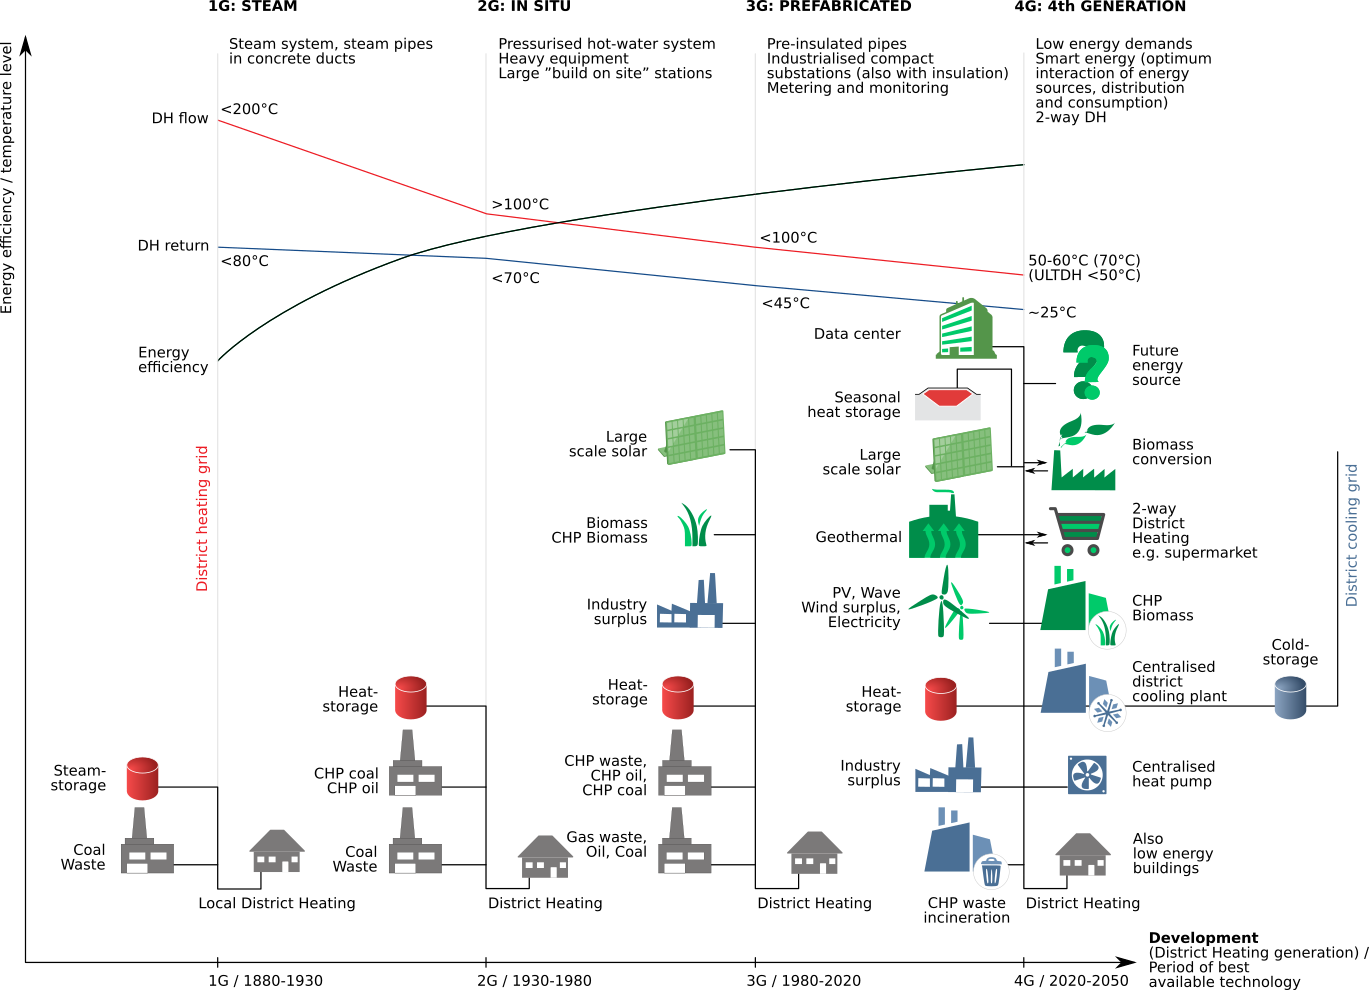 1G: STEAM
2G: IN SITU
3G: PREFABRICATED
4G: 4th GENERATION
Steam system, steam pipes
in concrete ducts
Pressurised hot-water system
Heavy equipment
Large ”build on site” stations
Pre-insulated pipes
Industrialised compact
substations (also with insulation)
Metering and monitoring
Low energy demands
Smart energy (optimum
interaction of energy
sources, distribution
and consumption)
2-way DH
Energy efficiency / temperature level
DH flow
<200°C
>100°C
<100°C
50-60°C (70°C)
(ULTDH <50°C)
DH return
<80°C
<70°C
<45°C
~25°C
Energy
efficiency
District heating grid
Steam-
storage
Coal
Waste
Local District Heating
Heat-
storage
CHP coal
CHP oil
Coal
Waste
District Heating
Large
scale solar
Biomass
CHP Biomass
Industry
surplus
Heat-
storage
CHP waste,
CHP oil,
CHP coal
Gas waste,
Oil, Coal
District Heating
Data center
Seasonal
heat storage
Large
scale solar
Geothermal
PV, Wave
Wind surplus,
Electricity
Heat-
storage
Industry
surplus
CHP waste
incineration
Future
energy
source
Biomass
conversion
2-way
District
Heating
e.g. supermarket
CHP
Biomass
Centralised
district
cooling plant
Centralised
heat pump
Also
low energy
buildings
District Heating
Cold-
storage
District cooling grid
1G / 1880-1930
2G / 1930-1980
3G / 1980-2020
4G / 2020-2050
Development
(District Heating generation) /
Period of best
available technology